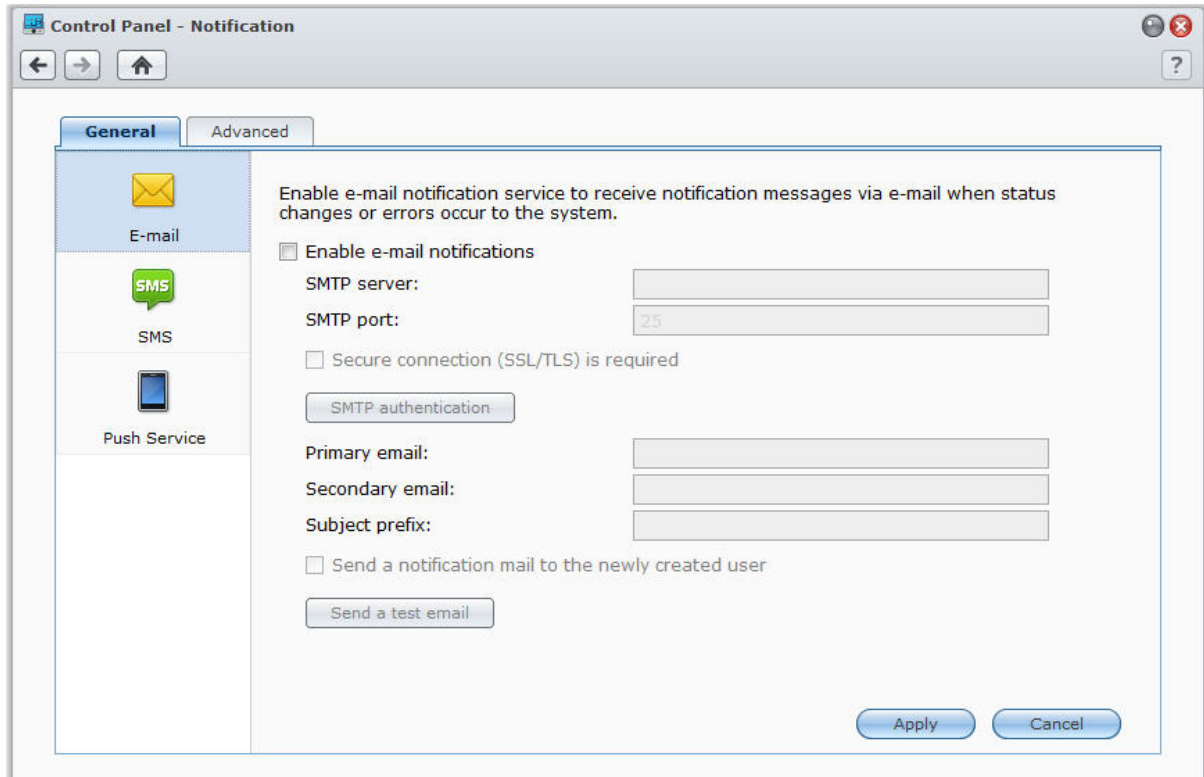 Control Panel - Notification
?
General
Advanced
E-mail
SMS
SMS
Push Service
Enable e-mail notification service to receive notification messages via e-mail when status
changes or errors occur to the system.
Enable e-mail notifications
SMTP server:
SMTP port:
25
Secure connection (SSL/TLS) is required
SMTP authentication
Primary email:
Secondary email:
Subject prefix:
Send a notification mail to the newly created user
Send a test email
Apply
Cancel